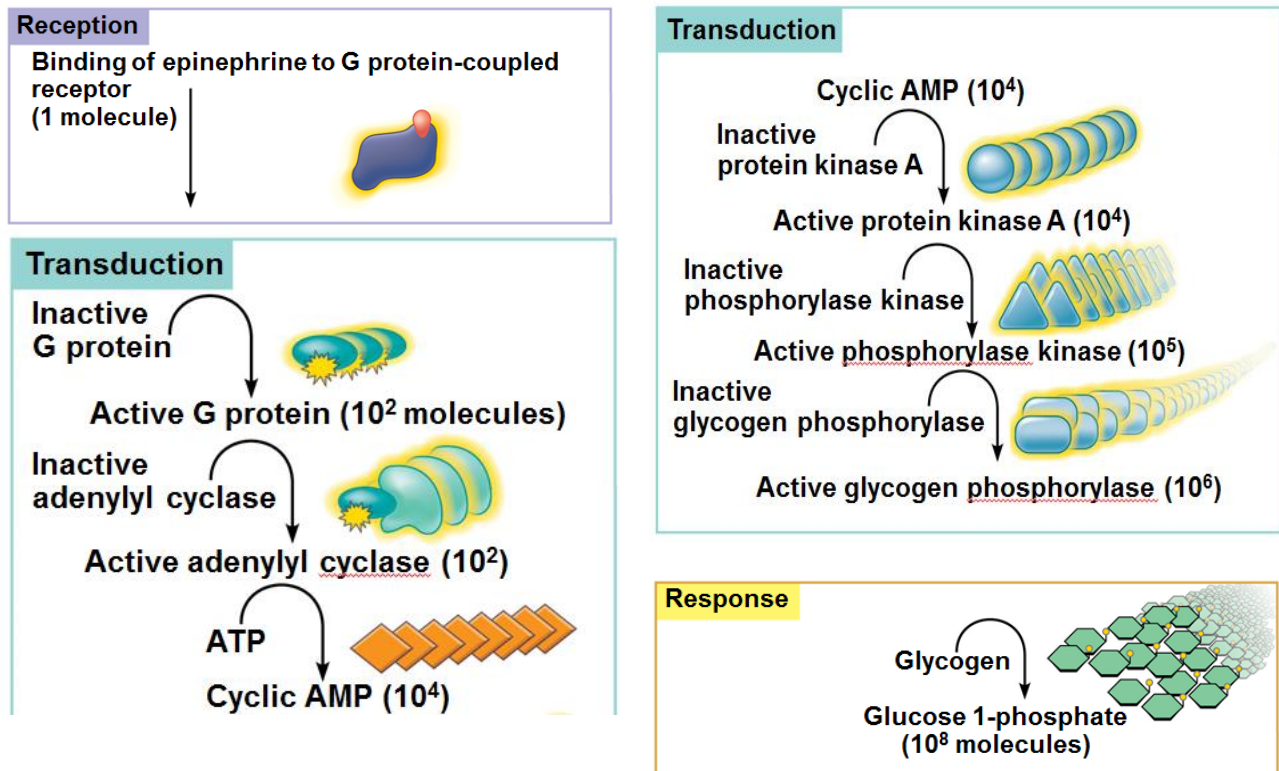 Reception
Binding of epinephrine to G protein-coupled
receptor
(1 molecule)
Transduction
Inactive
G protein
Active G protein (10² molecules)
Inactive
adenylyl cyclase
Active adenylyl cyclase (10²)
ATP
Cyclic AMP (10⁴)
Transduction
Cyclic AMP (10⁴)
Inactive
protein kinase A
Active protein kinase A (10⁴)
Inactive
phosphorylase kinase
Active phosphorylase kinase (10⁵)
Inactive
glycogen phosphorylase
Active glycogen phosphorylase (10⁶)
Response
Glycogen
Glucose 1-phosphate
(10⁸ molecules)